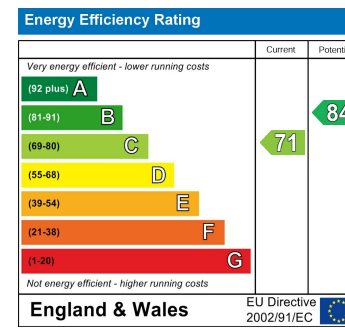 Energy Efficiency Rating
Current Potenti
Very energy efficient - lower running costs
(92 plus) A
(81-91) B
84
(69-80) C
71
(55-68) D
(39-54) E
(21-38) F
(1-20) G
Not energy efficient - higher running costs
England & Wales
EU Directive
2002/91/EC